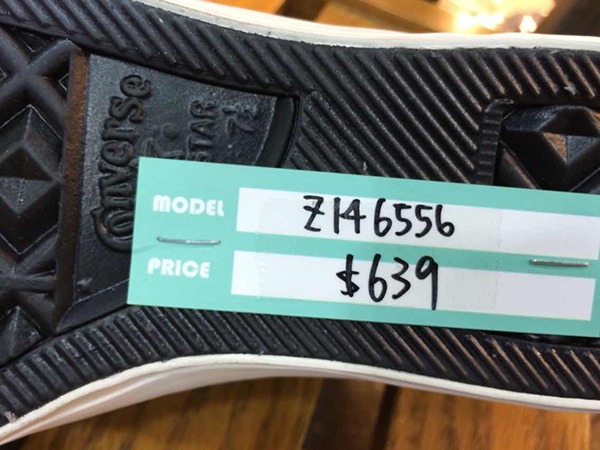 Converse
STAR
MODEL Z146556
PRICE $639